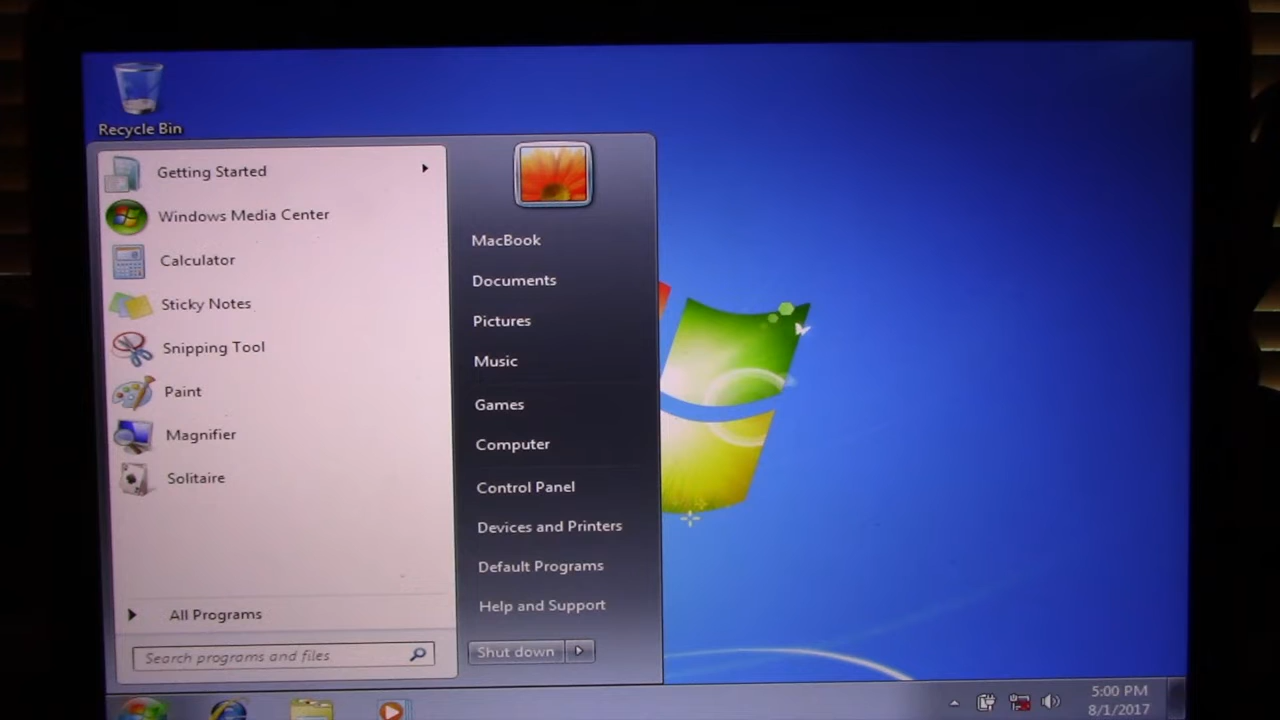 Recycle Bin
Getting Started
Windows Media Center
Calculator
Sticky Notes
Snipping Tool
Paint
Magnifier
Solitaire
All Programs
Search programs and files
MacBook
Documents
Pictures
Music
Games
Computer
Control Panel
Devices and Printers
Default Programs
Help and Support
Shut down
5:00 PM
8/1/2017